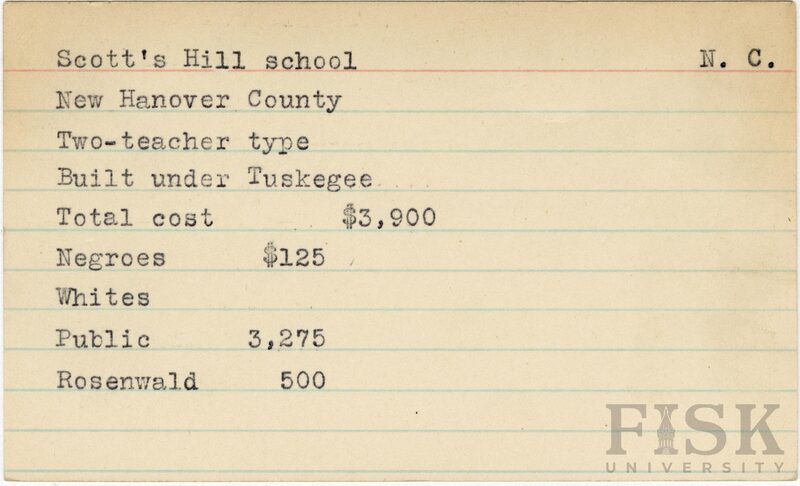 Scott's Hill school N. C.
New Hanover County
Two-teacher type
Built under Tuskegee
Total cost $3,900
Negroes $125
Whites
Public 3,275
Rosenwald 500
FISK
UNIVERSITY